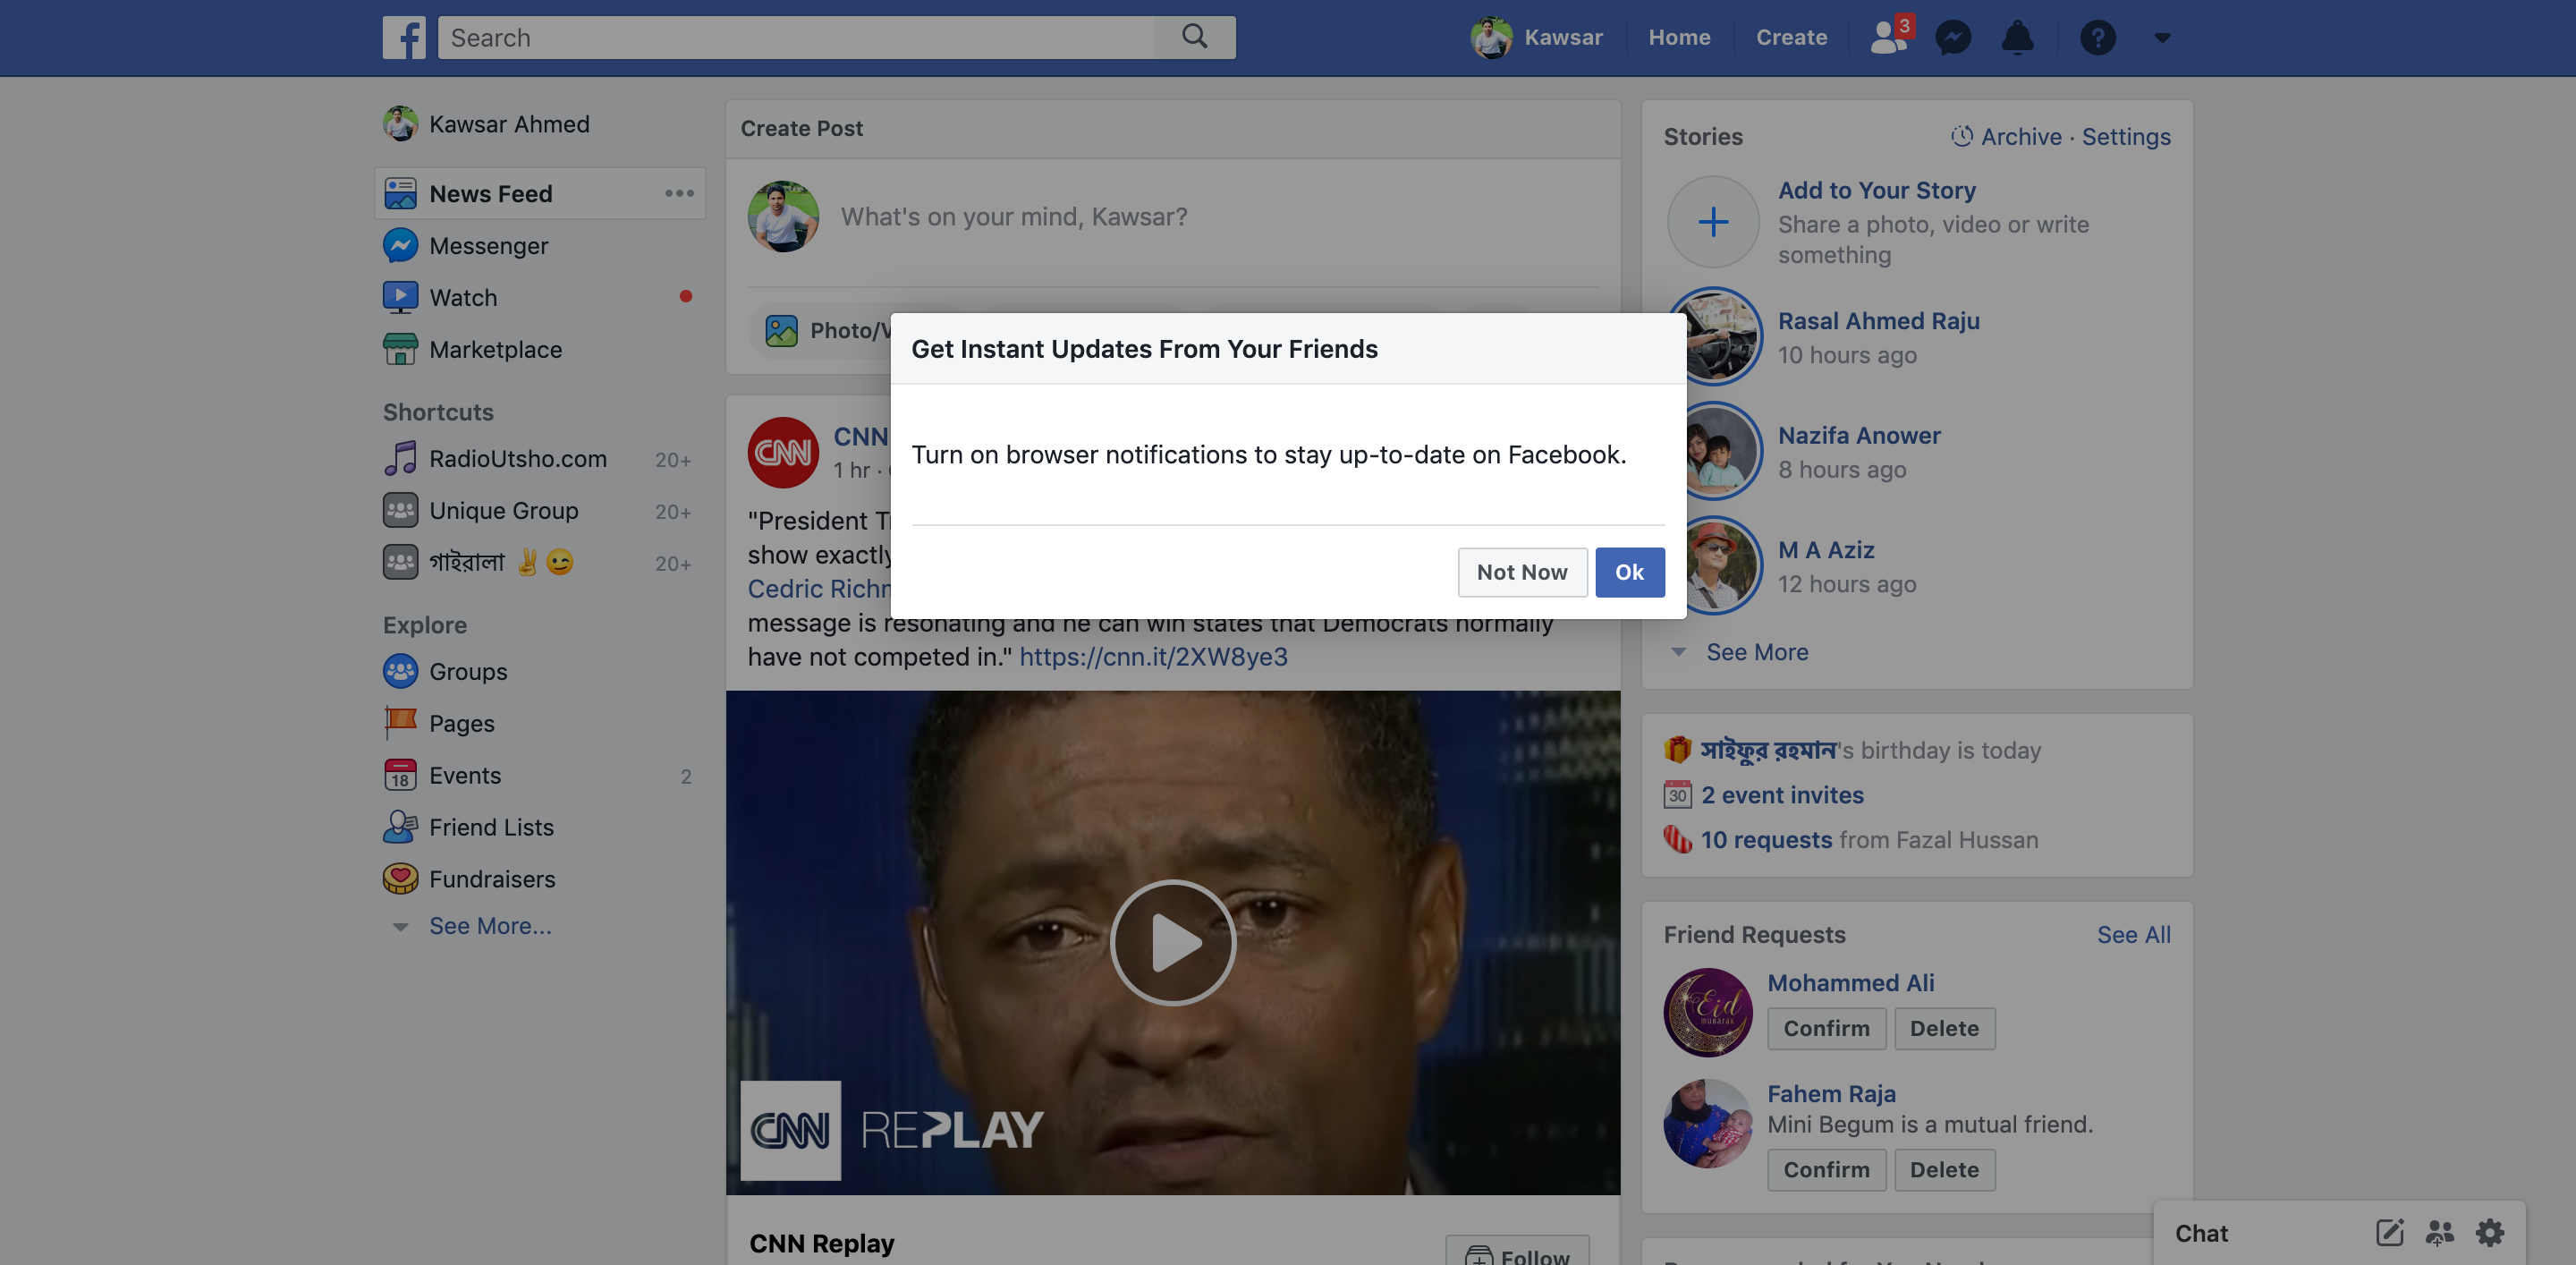 Search
Kawsar
Home
Create
3
?
Kawsar Ahmed
News Feed
Messenger
Watch
Marketplace
Shortcuts
RadioUtsho.com 20+
Unique Group 20+
গাইরালা ✌😉 20+
Explore
Groups
Pages
18
Events 2
Friend Lists
Fundraisers
See More...
Create Post
What's on your mind, Kawsar?
Photo/V
CNN
CNN
1 hr ·
"President T
show exactly
Cedric Richm
message is resonating and he can win states that Democrats normally
have not competed in." https://cnn.it/2XW8ye3
CNN REPLAY
CNN Replay
Follow
Get Instant Updates From Your Friends
Turn on browser notifications to stay up-to-date on Facebook.
Not Now
Ok
Stories
Archive · Settings
Add to Your Story
Share a photo, video or write
something
Rasal Ahmed Raju
10 hours ago
Nazifa Anower
8 hours ago
M A Aziz
12 hours ago
See More
সাইফুর রহমান's birthday is today
30
2 event invites
10 requests from Fazal Hussan
Friend Requests
See All
Eid
MUBARAK
Mohammed Ali
Confirm
Delete
Fahem Raja
Mini Begum is a mutual friend.
Confirm
Delete
Chat